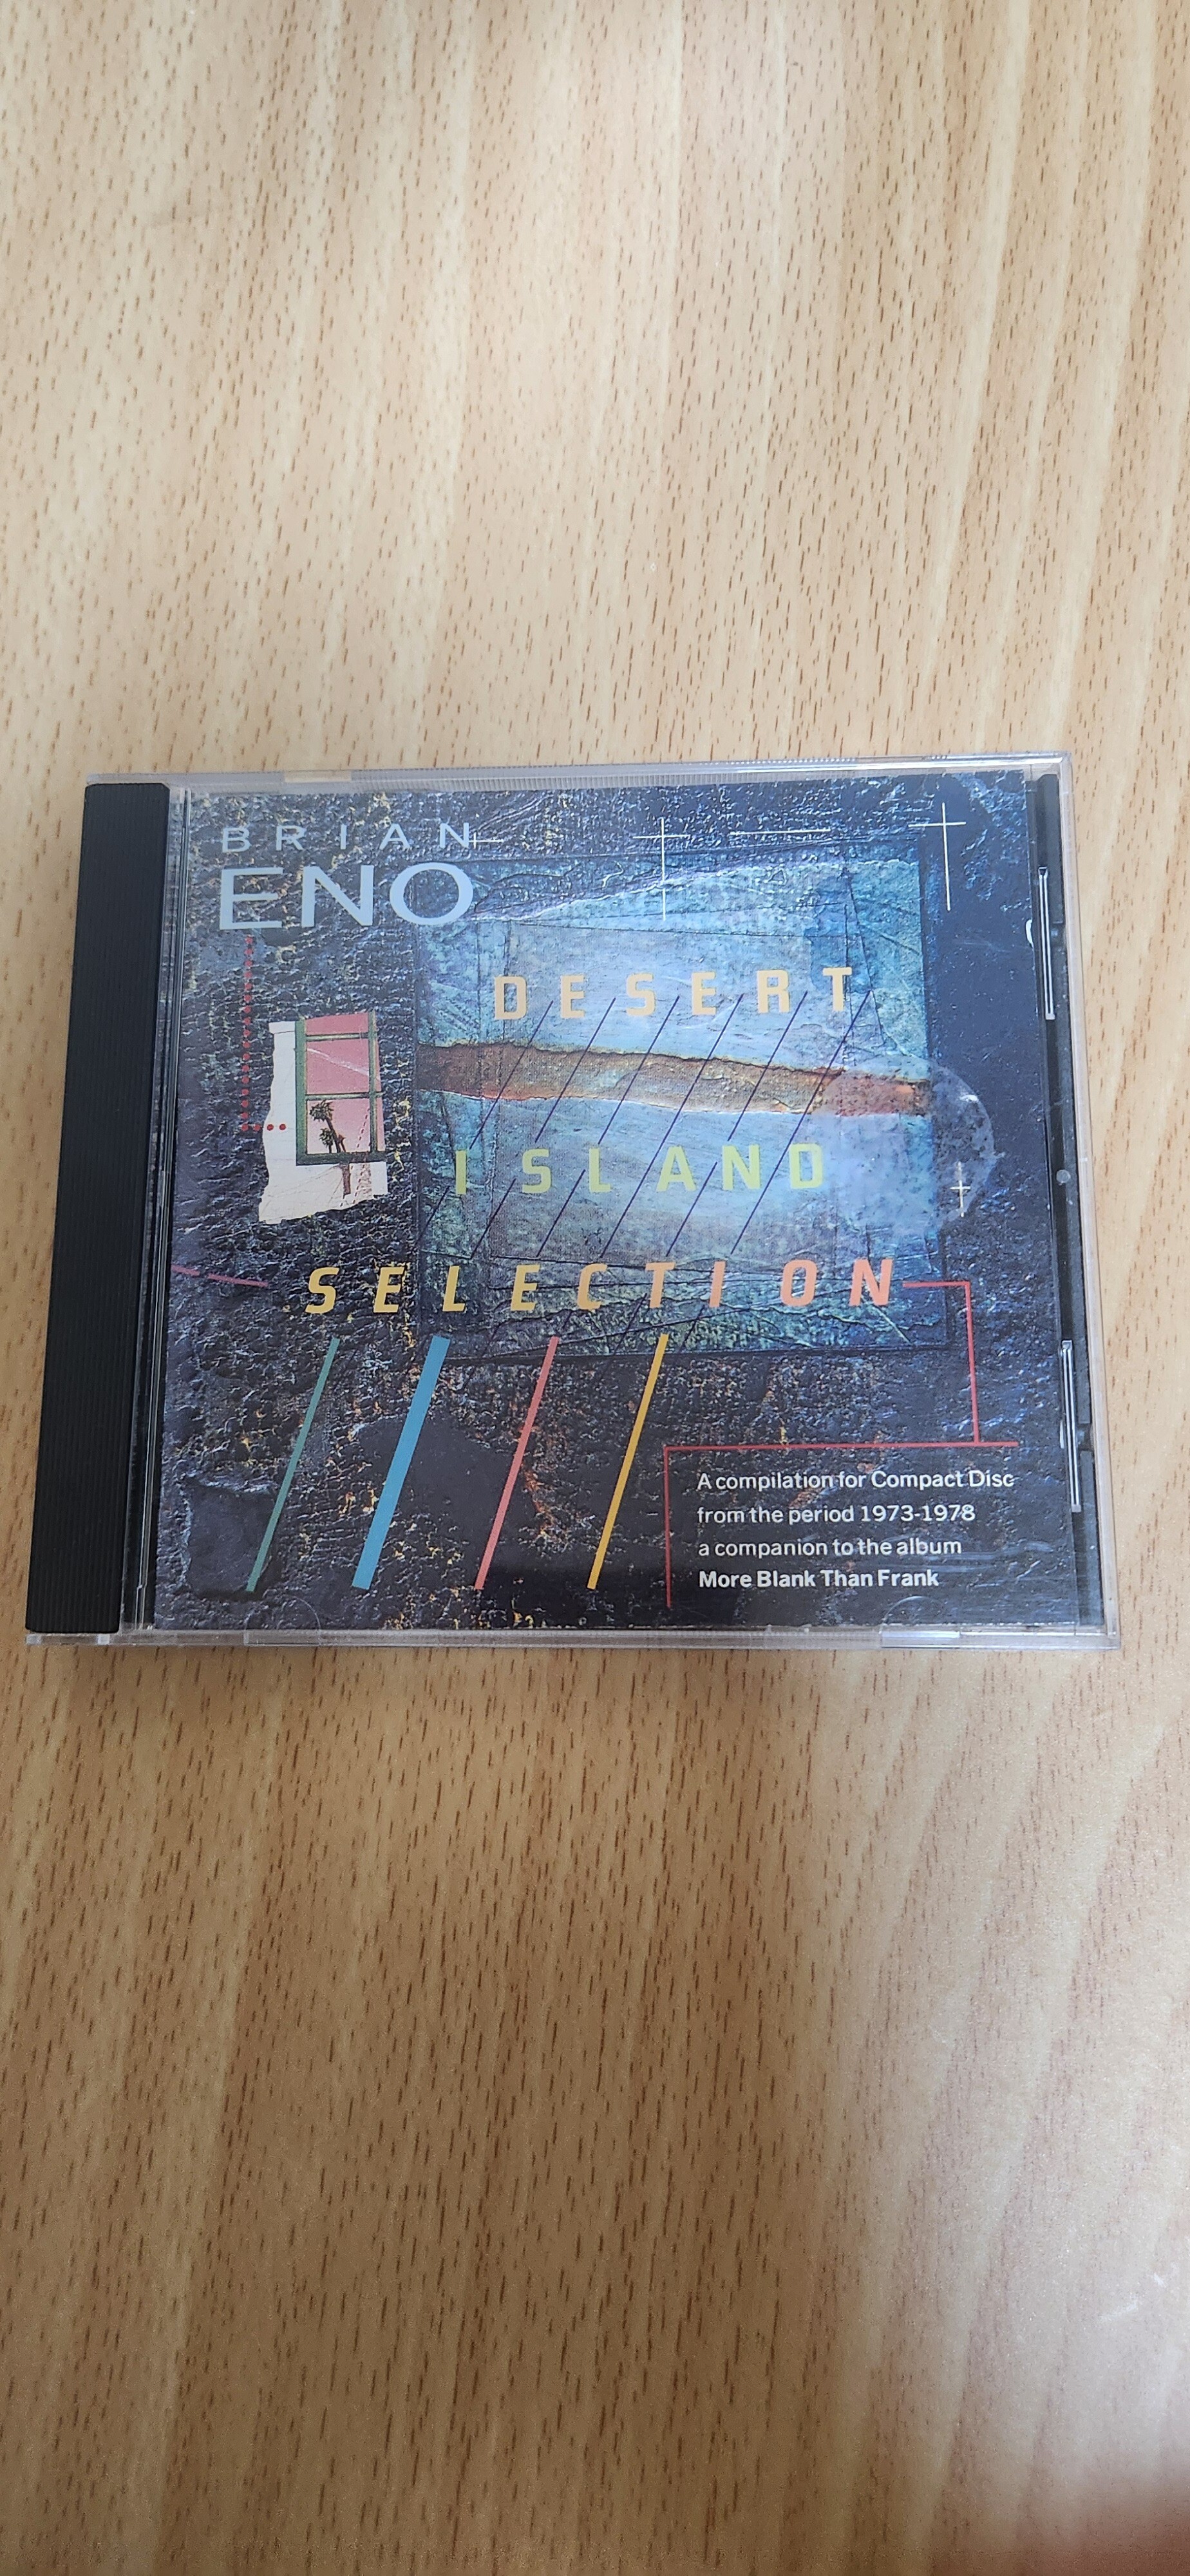 BRIAN
ENO
DESERT
ISLAND
SELECTION
A compilation for Compact Disc
from the period 1973-1978
a companion to the album
More Blank Than Frank